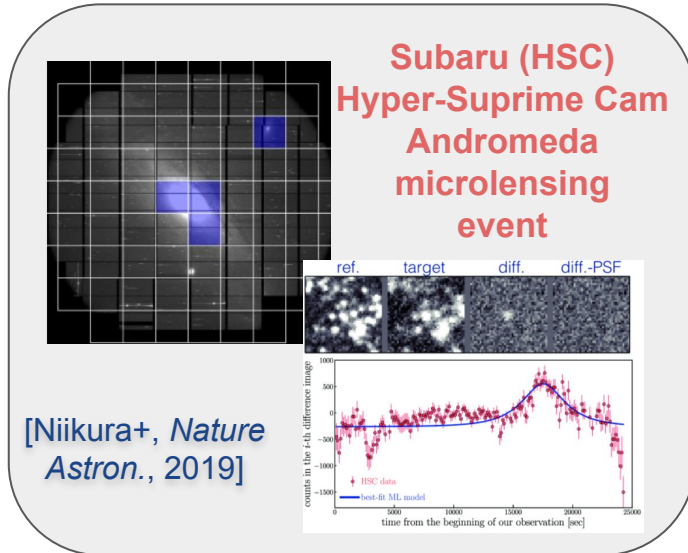 Subaru (HSC)
Hyper-Suprime Cam
Andromeda
microlensing
event
ref. target diff. diff.-PSF
counts in the i-th difference image
1000
500
0
-500
-1000
-1500
HSC data
best-fit ML model
0 5000 10000 15000 20000 25000
time from the beginning of our observation [sec]
[Niikura+, Nature
Astron., 2019]